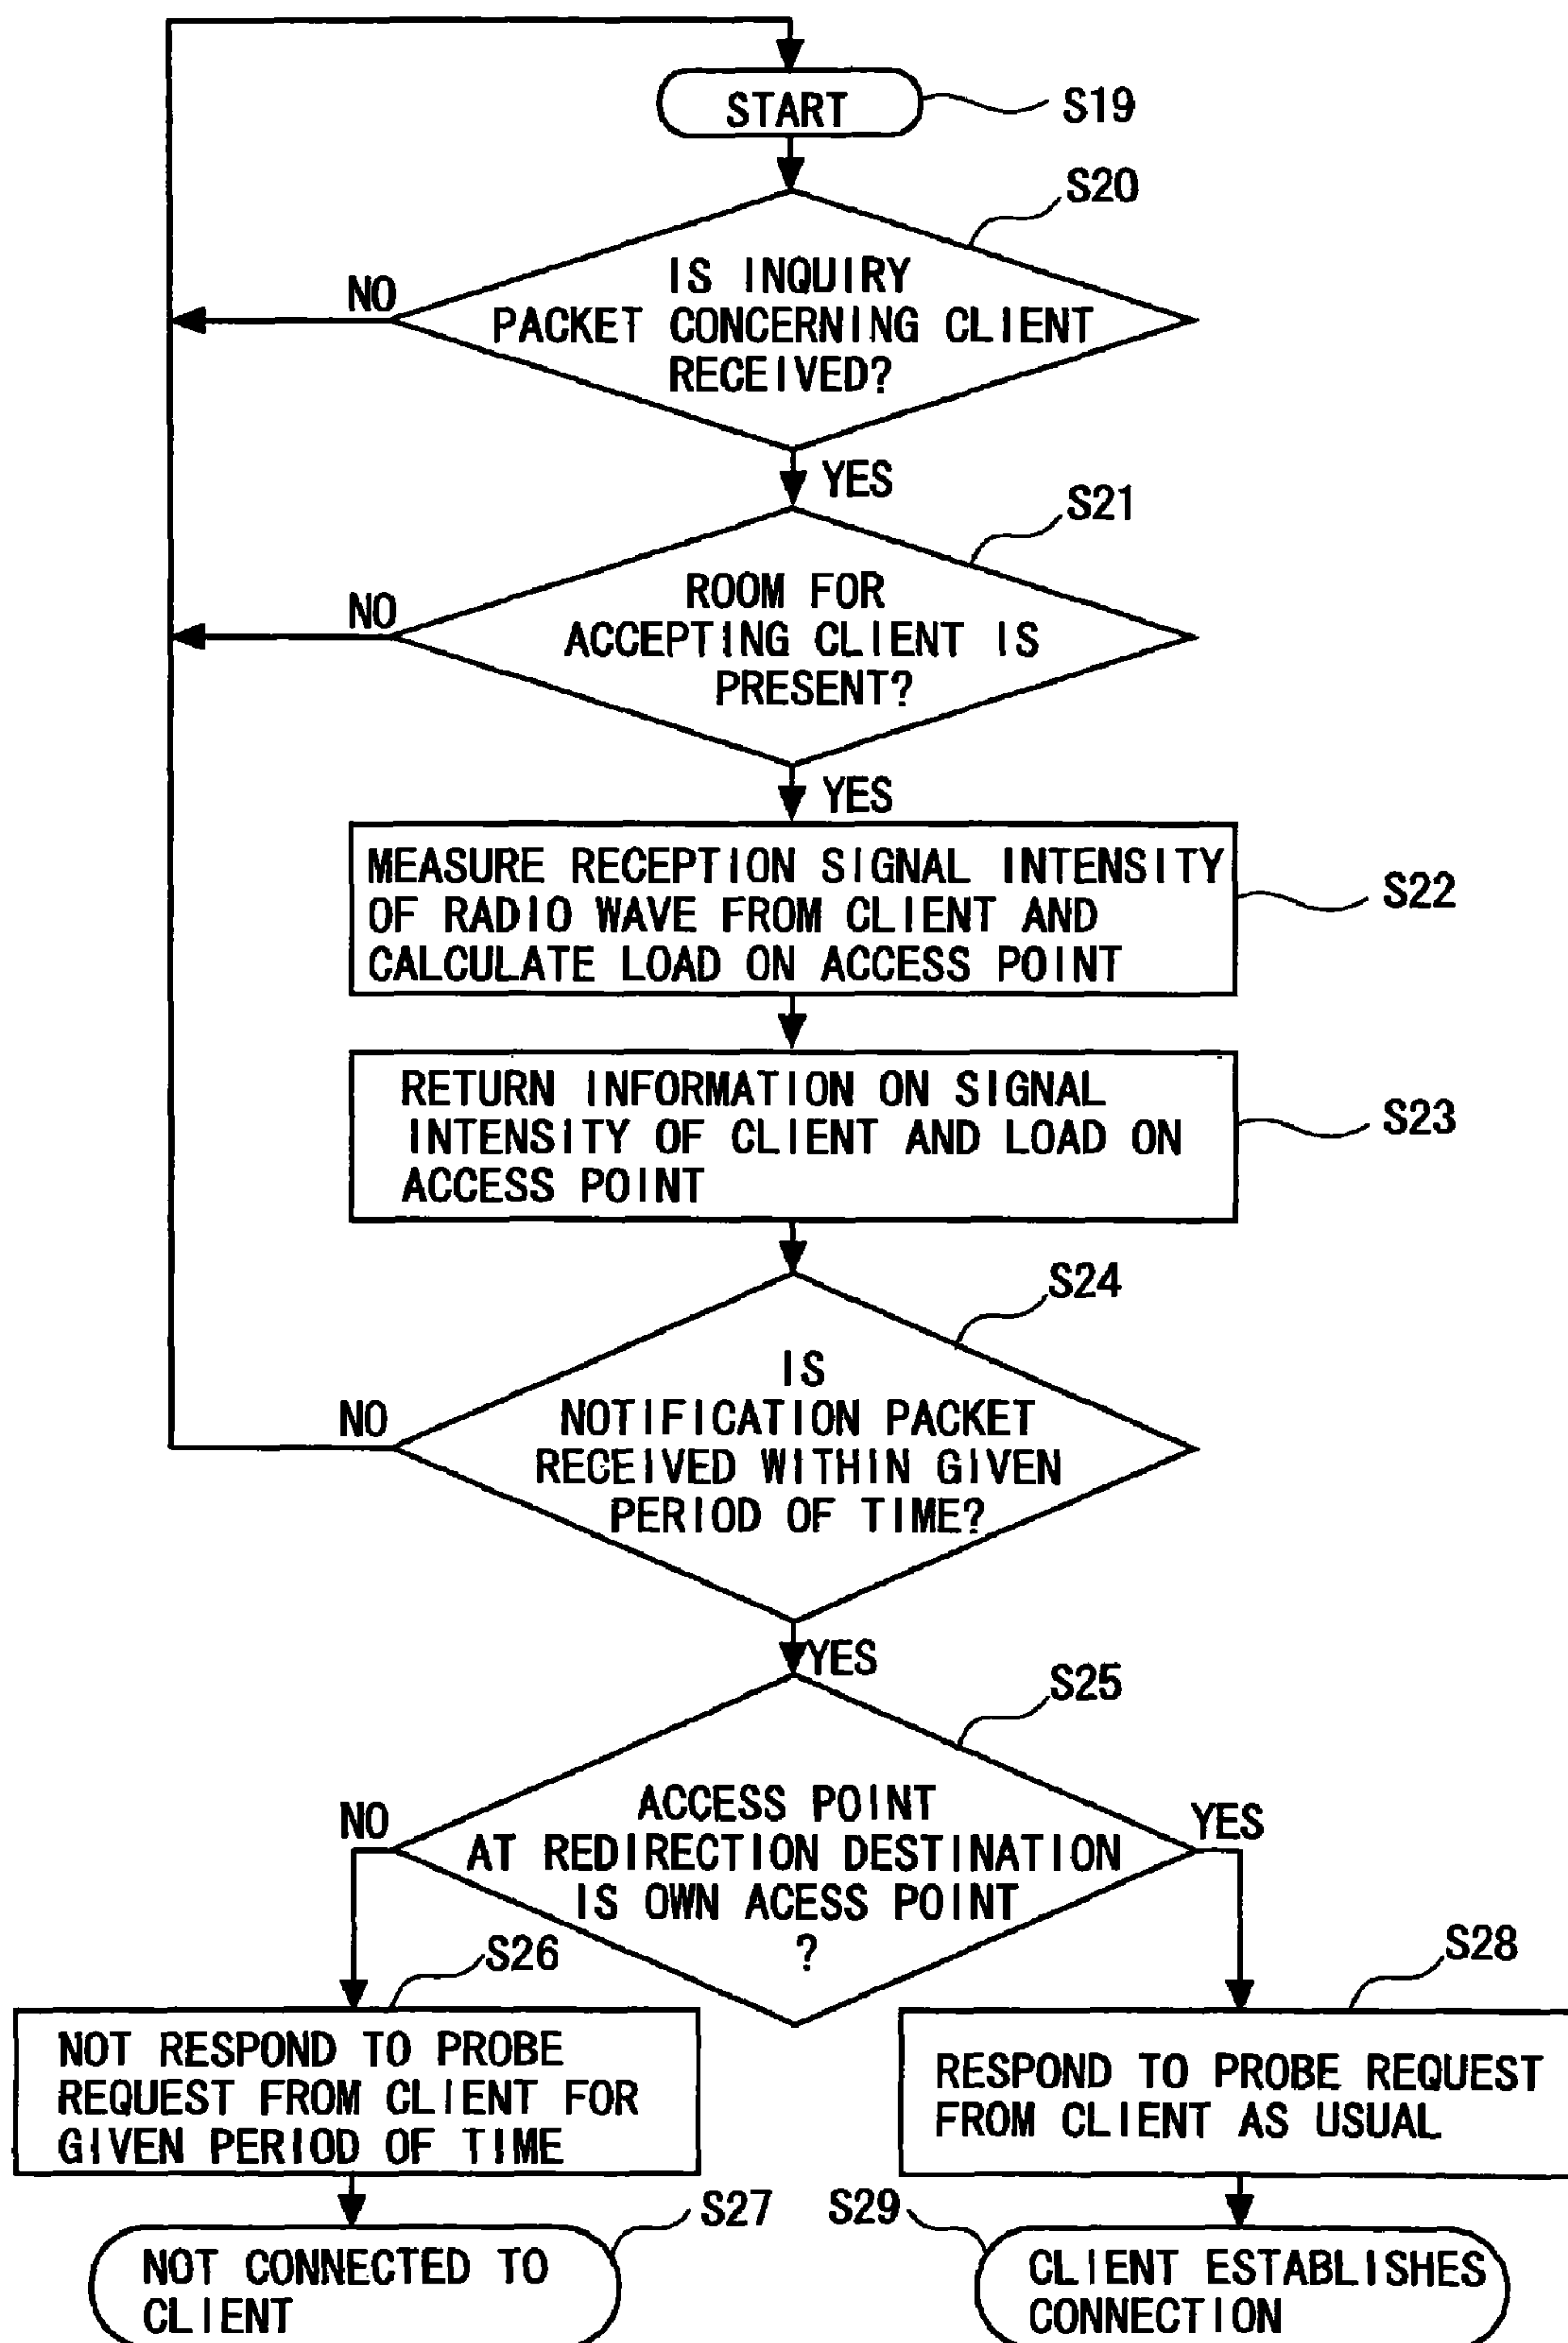 START
S19
S20
IS INQUIRY
PACKET CONCERNING CLIENT
RECEIVED?
NO
YES
S21
ROOM FOR
ACCEPTING CLIENT IS
PRESENT?
NO
YES
MEASURE RECEPTION SIGNAL INTENSITY
OF RADIO WAVE FROM CLIENT AND
CALCULATE LOAD ON ACCESS POINT
S22
RETURN INFORMATION ON SIGNAL
INTENSITY OF CLIENT AND LOAD ON
ACCESS POINT
S23
S24
IS
NOTIFICATION PACKET
RECEIVED WITHIN GIVEN
PERIOD OF TIME?
NO
YES
S25
ACCESS POINT
AT REDIRECTION DESTINATION
IS OWN ACESS POINT
?
NO
YES
S26
NOT RESPOND TO PROBE
REQUEST FROM CLIENT FOR
GIVEN PERIOD OF TIME
S28
RESPOND TO PROBE REQUEST
FROM CLIENT AS USUAL
S27
NOT CONNECTED TO
CLIENT
S29
CLIENT ESTABLISHES
CONNECTION